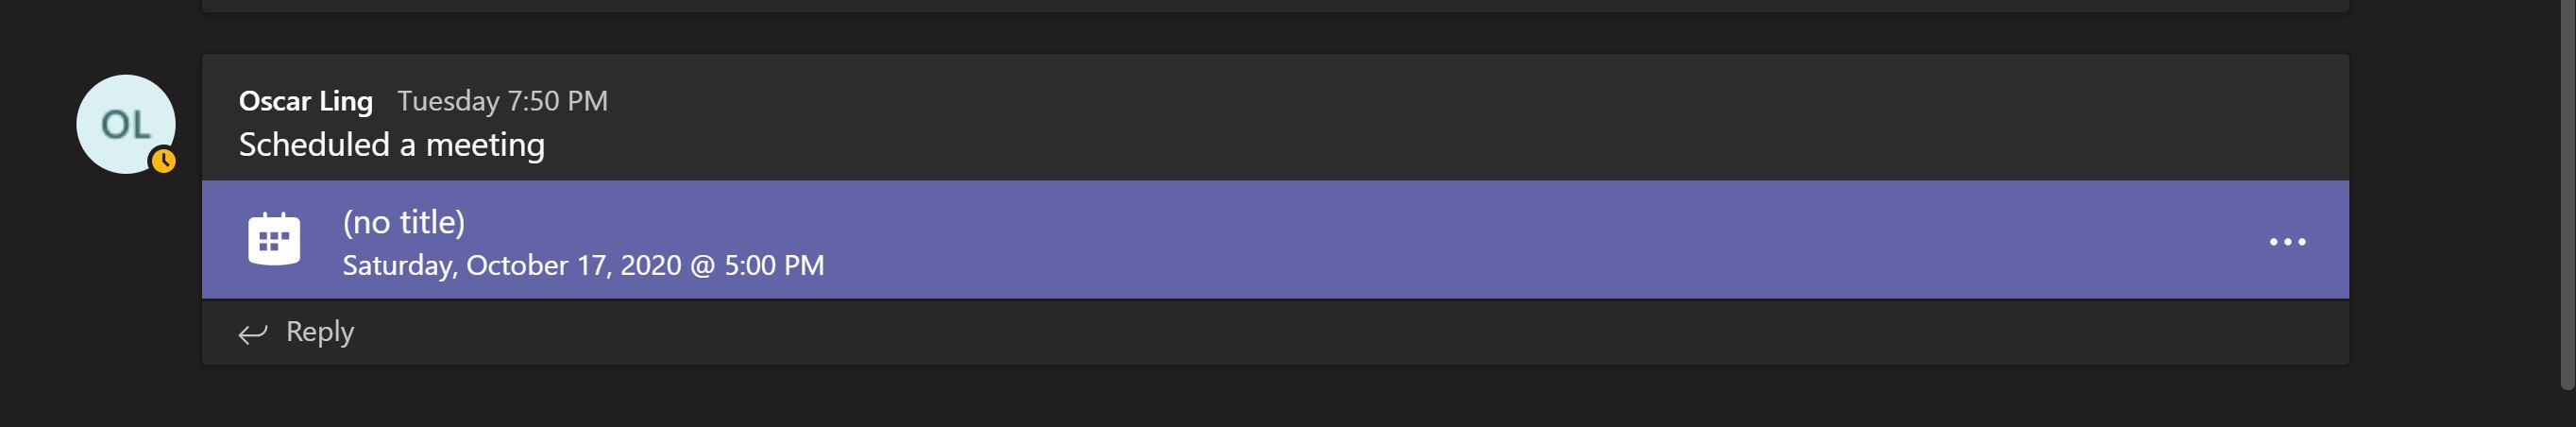 OL
Oscar Ling Tuesday 7:50 PM
Scheduled a meeting
(no title)
Saturday, October 17, 2020 @ 5:00 PM
Reply